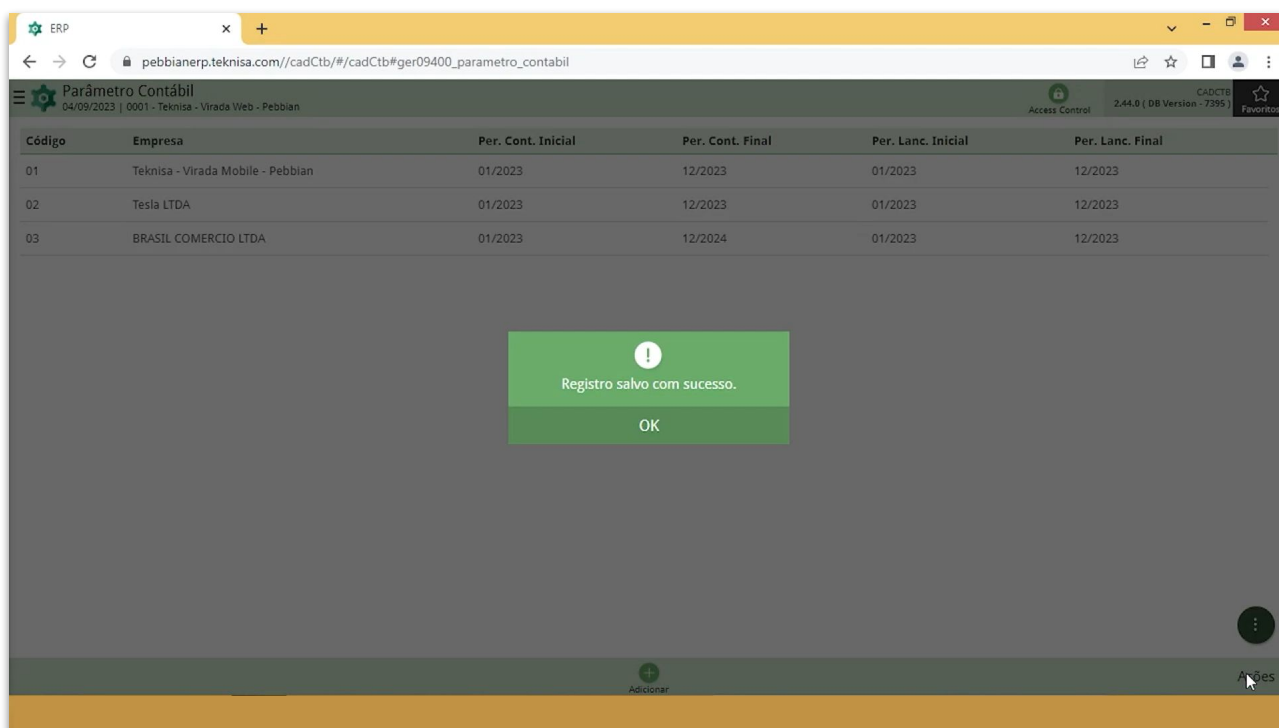 ERP
pebbianerp.teknisa.com//cadCtb/#/cadCtb#ger09400_parametro_contabil
Parâmetro Contábil
04/09/2023 | 0001 - Teknisa - Virada Web - Pebbian
Access Control
CADCTB
2.44.0 ( DB Version - 7395 )
Favoritos
Código Empresa Per. Cont. Inicial Per. Cont. Final Per. Lanc. Inicial Per. Lanc. Final
01 Teknisa - Virada Mobile - Pebbian 01/2023 12/2023 01/2023 12/2023
02 Tesla LTDA 01/2023 12/2023 01/2023 12/2023
03 BRASIL COMERCIO LTDA 01/2023 12/2024 01/2023 12/2023
Registro salvo com sucesso.
OK
Adicionar
Ações